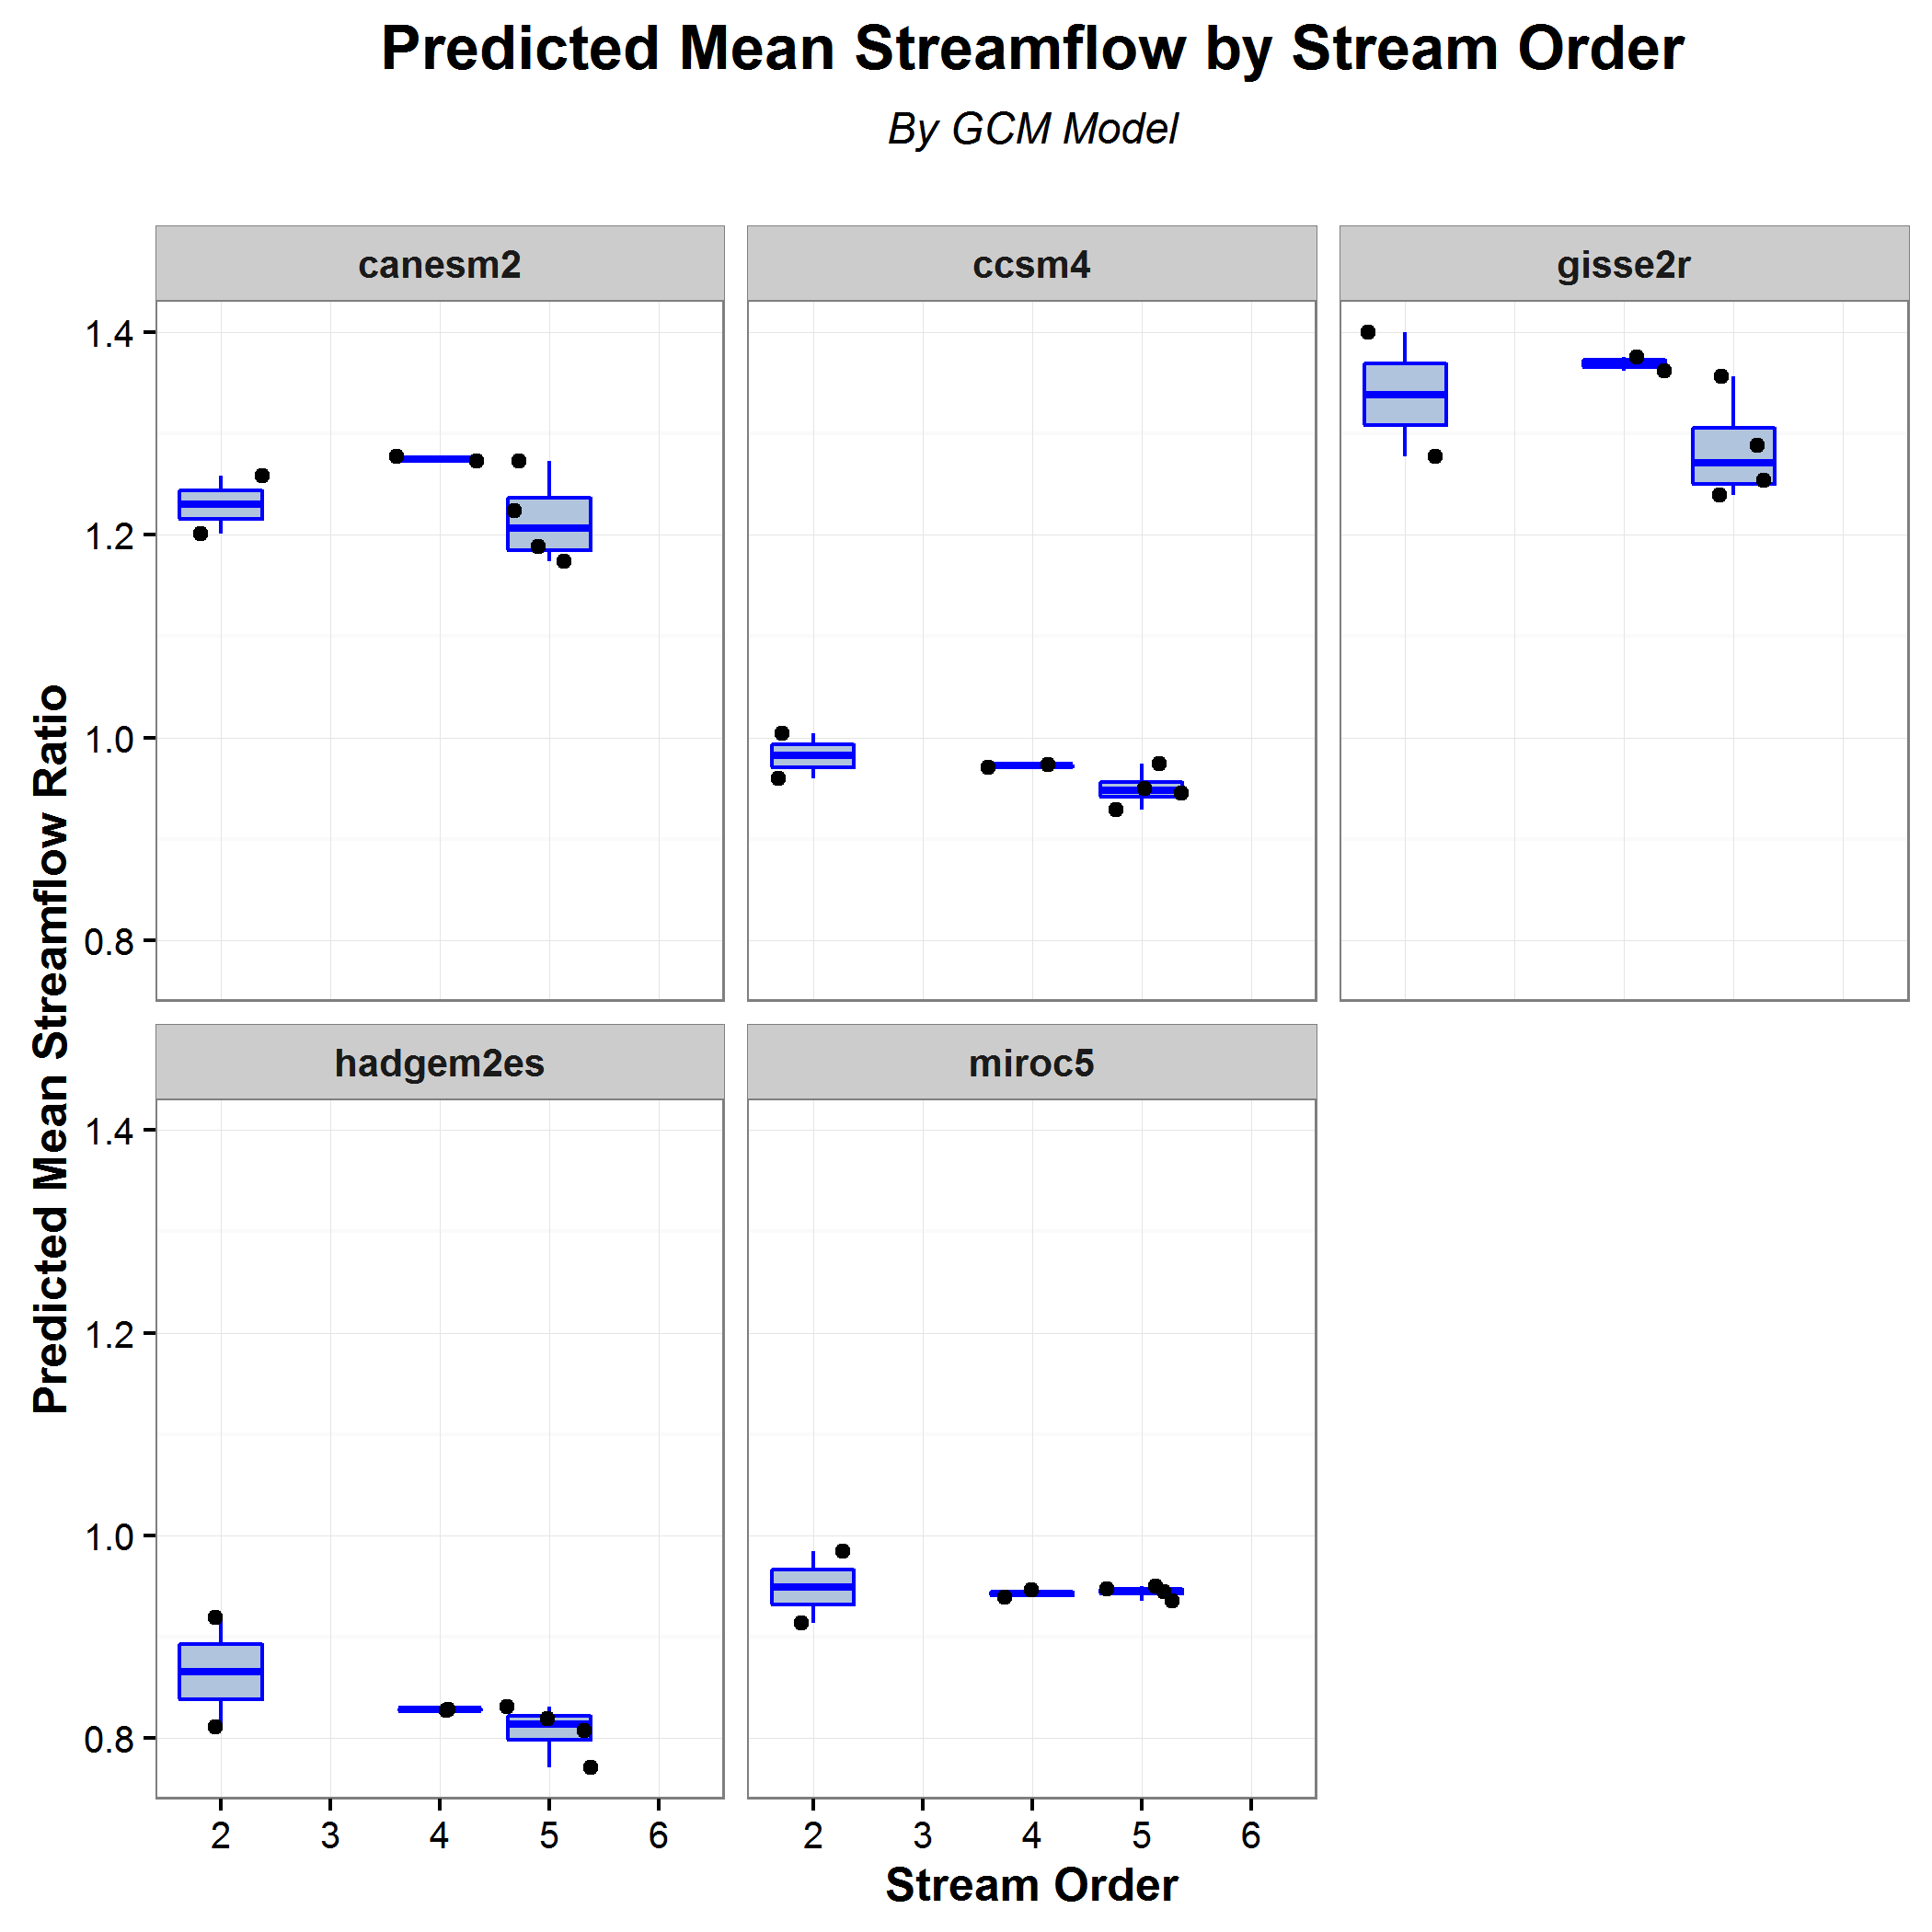 Predicted Mean Streamflow by Stream Order
By GCM Model
canesm2
ccsm4
gisse2r
1.4
1.2
1.0
0.8
Predicted Mean Streamflow Ratio
hadgem2es
miroc5
1.4
1.2
1.0
0.8
2 3 4 5 6
2 3 4 5 6
Stream Order